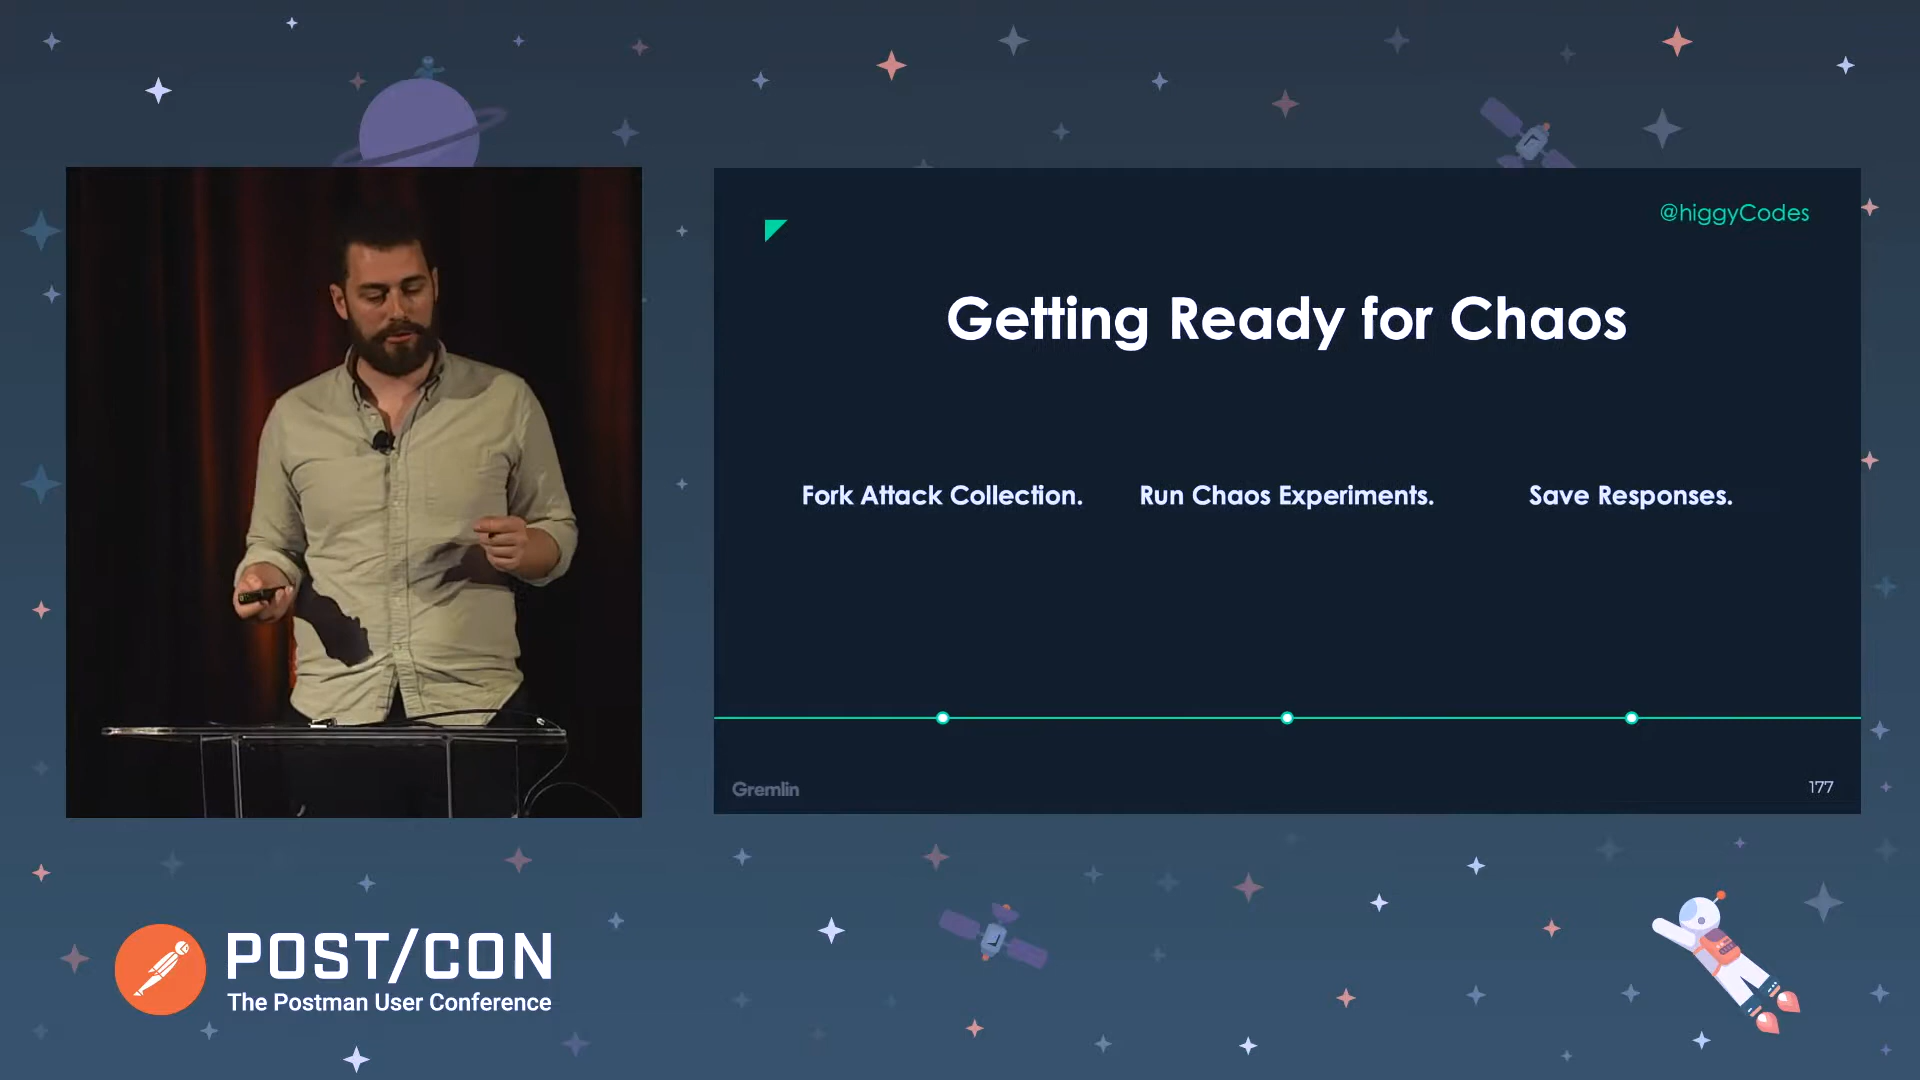 @higgyCodes
Getting Ready for Chaos
Fork Attack Collection.
Run Chaos Experiments.
Save Responses.
Gremlin
177
POST/CON
The Postman User Conference